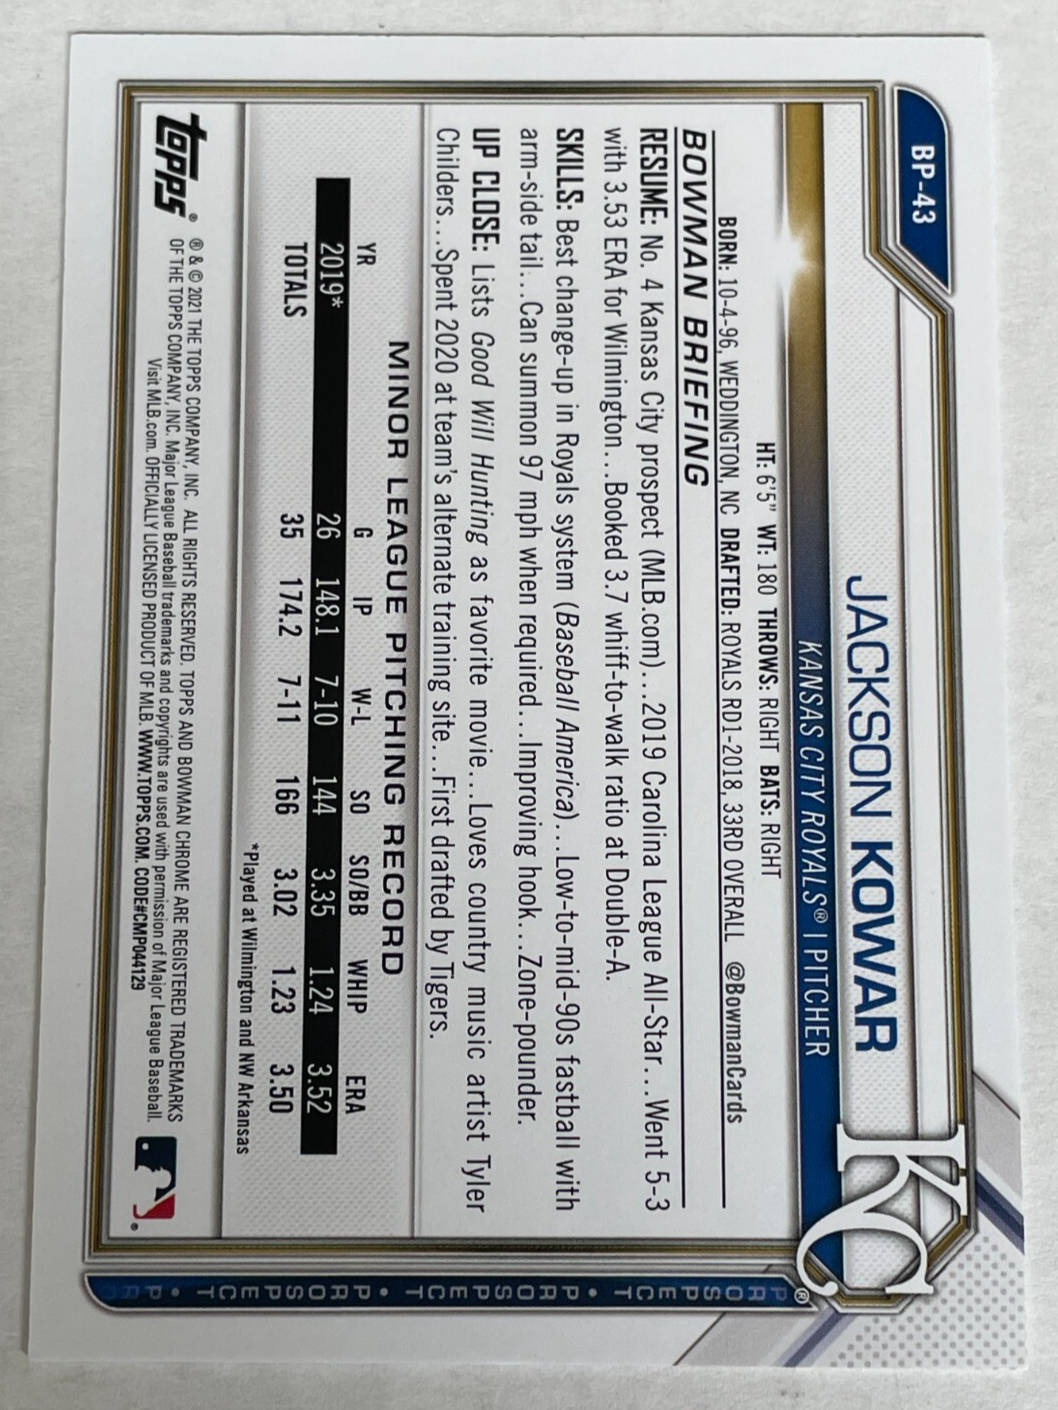 BP-43
JACKSON KOWAR
KANSAS CITY ROYALS® | PITCHER
KC®
HT: 6'5" WT: 180 THROWS: RIGHT BATS: RIGHT
BORN: 10-4-96, WEDDINGTON, NC DRAFTED: ROYALS RD1-2018, 33RD OVERALL @BowmanCards
BOWMAN BRIEFING
RESUME: No. 4 Kansas City prospect (MLB.com)...2019 Carolina League All-Star...Went 5-3
with 3.53 ERA for Wilmington...Booked 3.7 whiff-to-walk ratio at Double-A.
SKILLS: Best change-up in Royals system (Baseball America)...Low-to-mid-90s fastball with
arm-side tail...Can summon 97 mph when required...Improving hook...Zone-pounder.
UP CLOSE: Lists Good Will Hunting as favorite movie...Loves country music artist Tyler
Childers...Spent 2020 at team's alternate training site...First drafted by Tigers.
MINOR LEAGUE PITCHING RECORD
YR G IP W-L SO SO/BB WHIP ERA
2019* 26 148.1 7-10 144 3.35 1.24 3.52
TOTALS 35 174.2 7-11 166 3.02 1.23 3.50
*Played at Wilmington and NW Arkansas
topps®
® & © 2021 THE TOPPS COMPANY, INC. ALL RIGHTS RESERVED. TOPPS AND BOWMAN CHROME ARE REGISTERED TRADEMARKS
OF THE TOPPS COMPANY, INC. Major League Baseball trademarks and copyrights are used with permission of Major League Baseball.
Visit MLB.com. OFFICIALLY LICENSED PRODUCT OF MLB. WWW.TOPPS.COM. CODE#CMP044129
PROSPECT • PROSPECT • PROSPECT • PR